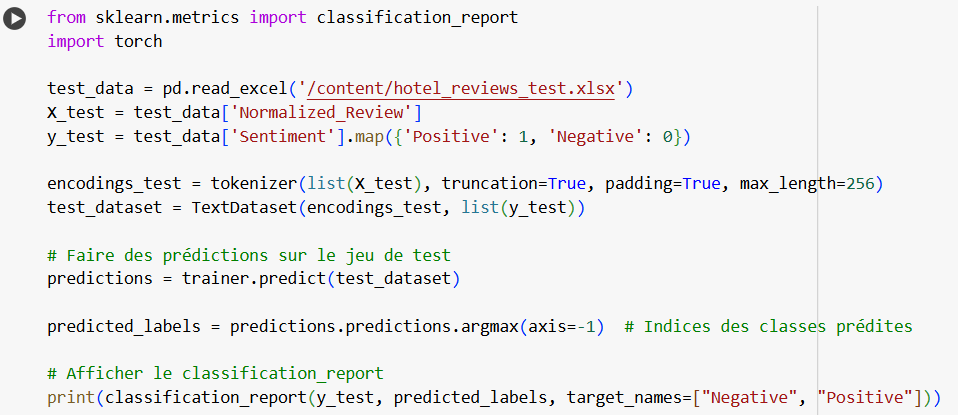 from sklearn.metrics import classification_report
import torch
test_data = pd.read_excel('/content/hotel_reviews_test.xlsx')
X_test = test_data['Normalized_Review']
y_test = test_data['Sentiment'].map({'Positive': 1, 'Negative': 0})
encodings_test = tokenizer(list(X_test), truncation=True, padding=True, max_length=256)
test_dataset = TextDataset(encodings_test, list(y_test))
# Faire des prédictions sur le jeu de test
predictions = trainer.predict(test_dataset)
predicted_labels = predictions.predictions.argmax(axis=-1)  # Indices des classes prédites
# Afficher le classification_report
print(classification_report(y_test, predicted_labels, target_names=["Negative", "Positive"]))